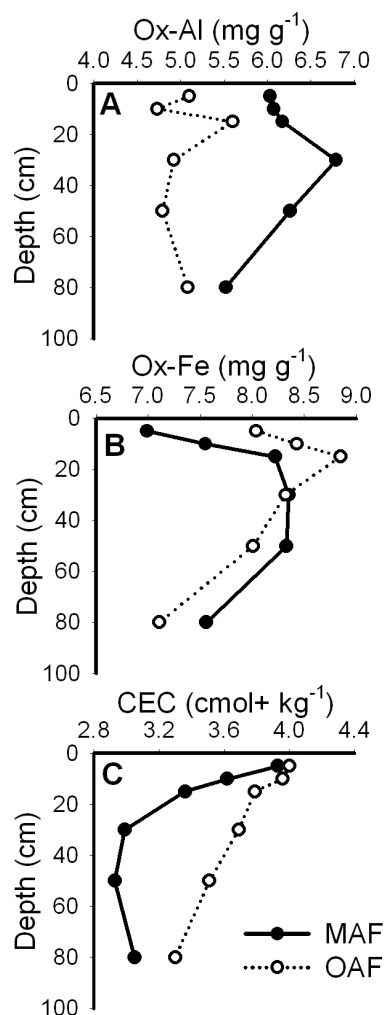 Ox-Al (mg g-1)
4.0 4.5 5.0 5.5 6.0 6.5 7.0
A
Depth (cm)
0
20
40
60
80
100
Ox-Fe (mg g-1)
6.5 7.0 7.5 8.0 8.5 9.0
B
Depth (cm)
0
20
40
60
80
100
CEC (cmol+ kg-1)
2.8 3.2 3.6 4.0 4.4
C
Depth (cm)
0
20
40
60
80
100
MAF
OAF